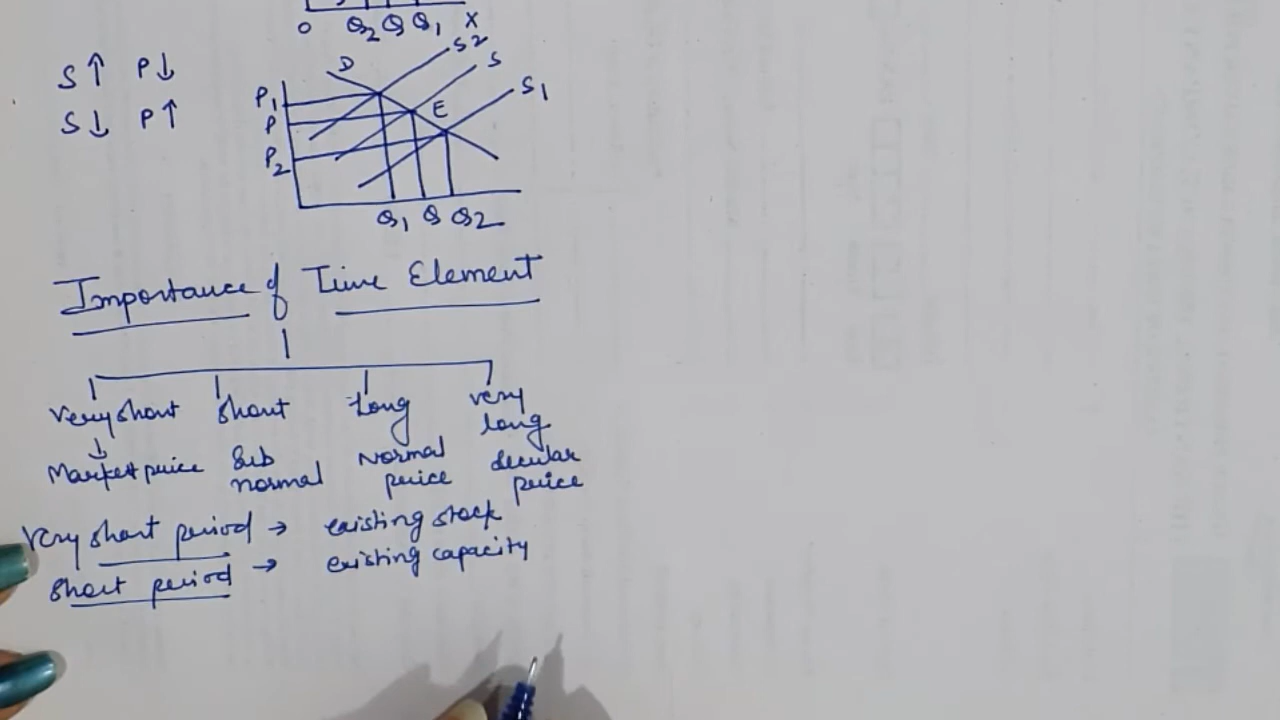 O Q2 Q Q1 X
S↑ P↓
S↓ P↑
D S2 S S1
P1
P E
P2
Q1 Q Q2
Importance of Time Element
Very short Short Long very long
↓
Market price Sub normal Normal price Secular price
Very short period → existing stock
Short period → existing capacity